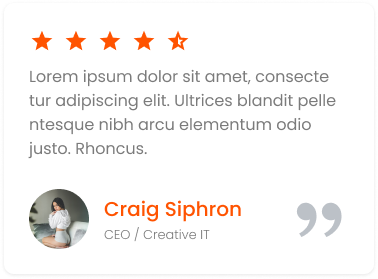 Lorem ipsum dolor sit amet, consecte
tur adipiscing elit. Ultrices blandit pelle
ntesque nibh arcu elementum odio
justo. Rhoncus.
Craig Siphron
CEO / Creative IT
”